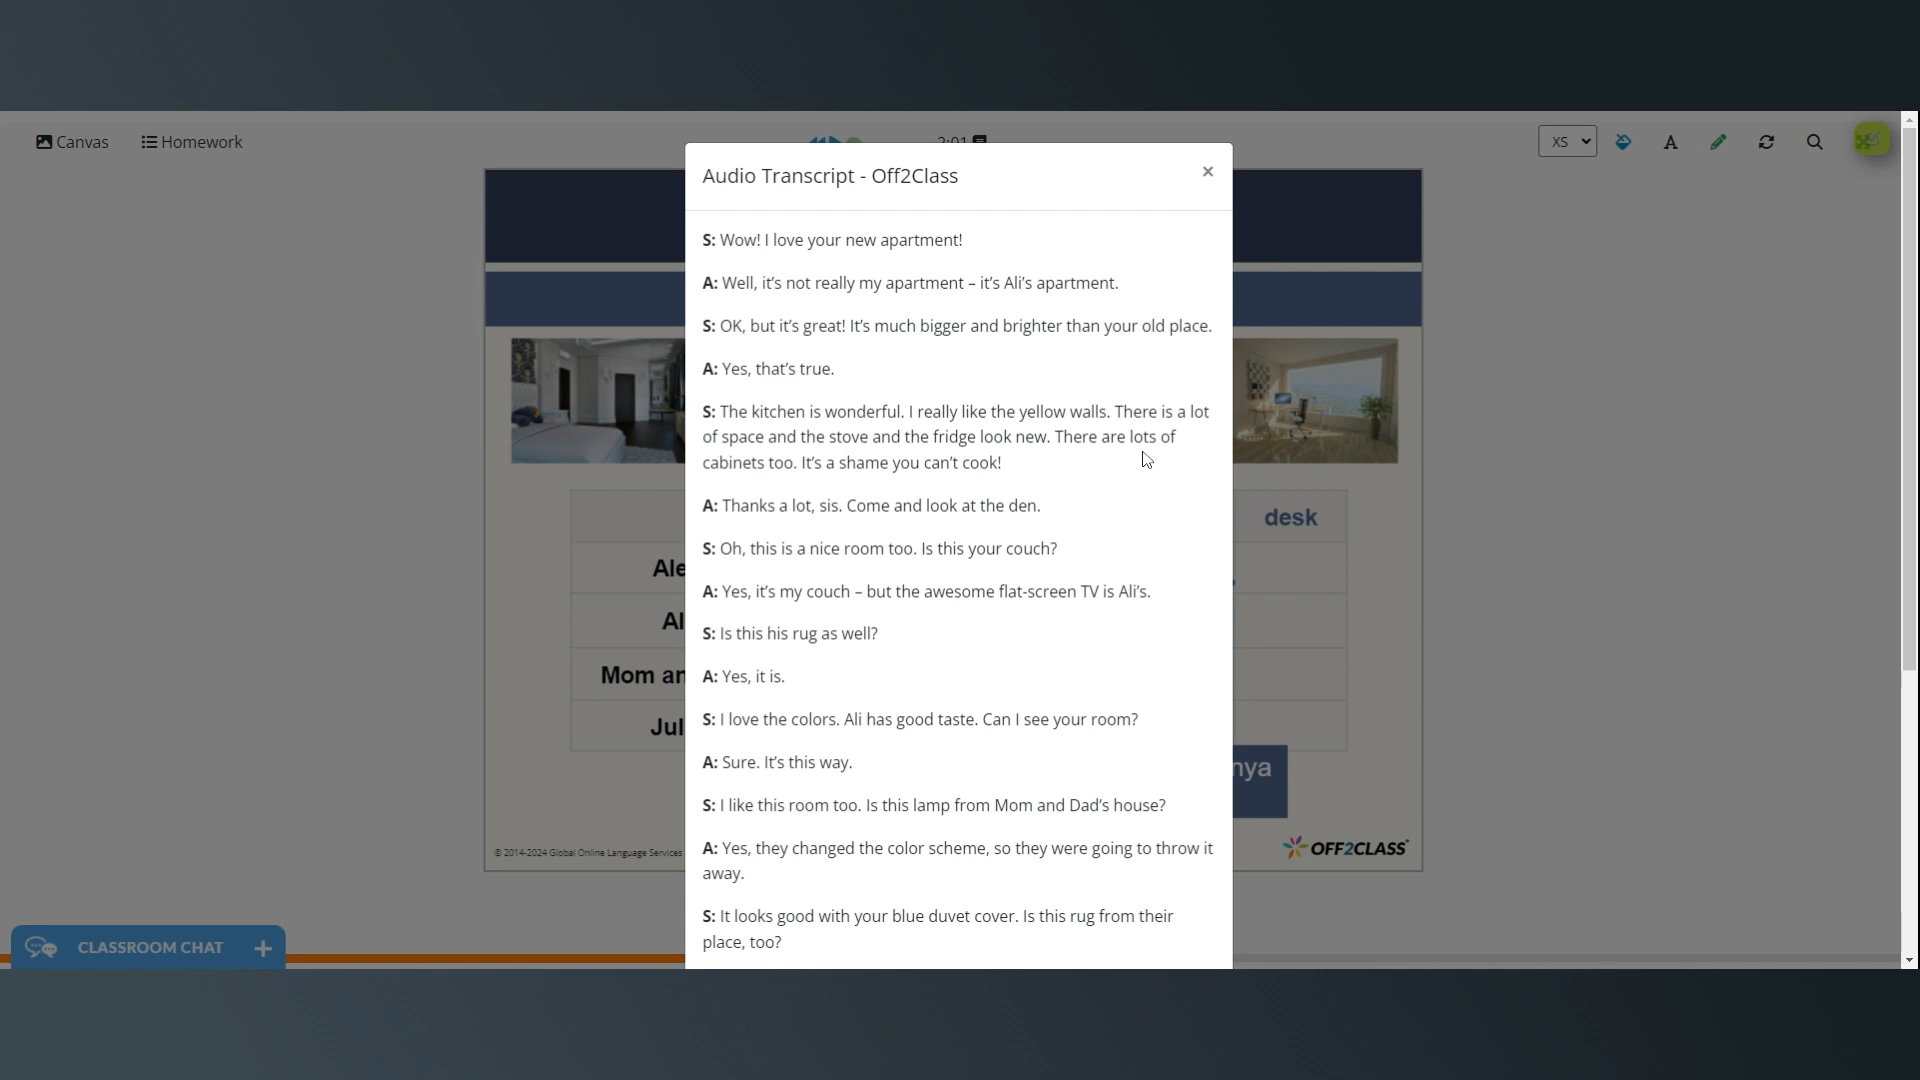 Canvas
Homework
2:01
XS
Audio Transcript - Off2Class
×
S: Wow! I love your new apartment!
A: Well, it’s not really my apartment – it’s Ali’s apartment.
S: OK, but it’s great! It’s much bigger and brighter than your old place.
A: Yes, that’s true.
S: The kitchen is wonderful. I really like the yellow walls. There is a lot
of space and the stove and the fridge look new. There are lots of
cabinets too. It’s a shame you can’t cook!
A: Thanks a lot, sis. Come and look at the den.
S: Oh, this is a nice room too. Is this your couch?
A: Yes, it’s my couch – but the awesome flat-screen TV is Ali’s.
S: Is this his rug as well?
A: Yes, it is.
S: I love the colors. Ali has good taste. Can I see your room?
A: Sure. It’s this way.
S: I like this room too. Is this lamp from Mom and Dad’s house?
A: Yes, they changed the color scheme, so they were going to throw it
away.
S: It looks good with your blue duvet cover. Is this rug from their
place, too?
desk
Ale
Al
Mom an
Jul
nya
© 2014-2024 Global Online Language Services
OFF2CLASS
CLASSROOM CHAT +